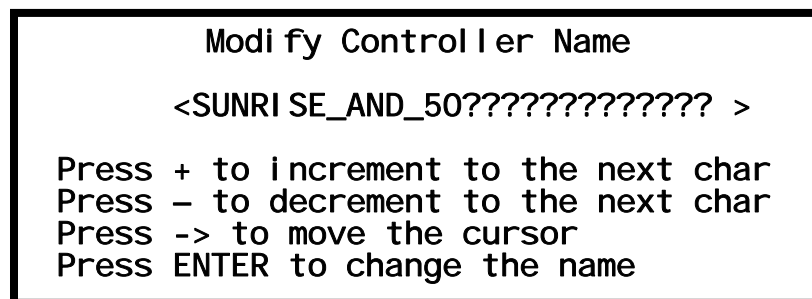 Modify Controller Name
<SUNRISE_AND_50????????????? >
Press + to increment to the next char
Press – to decrement to the next char
Press -> to move the cursor
Press ENTER to change the name